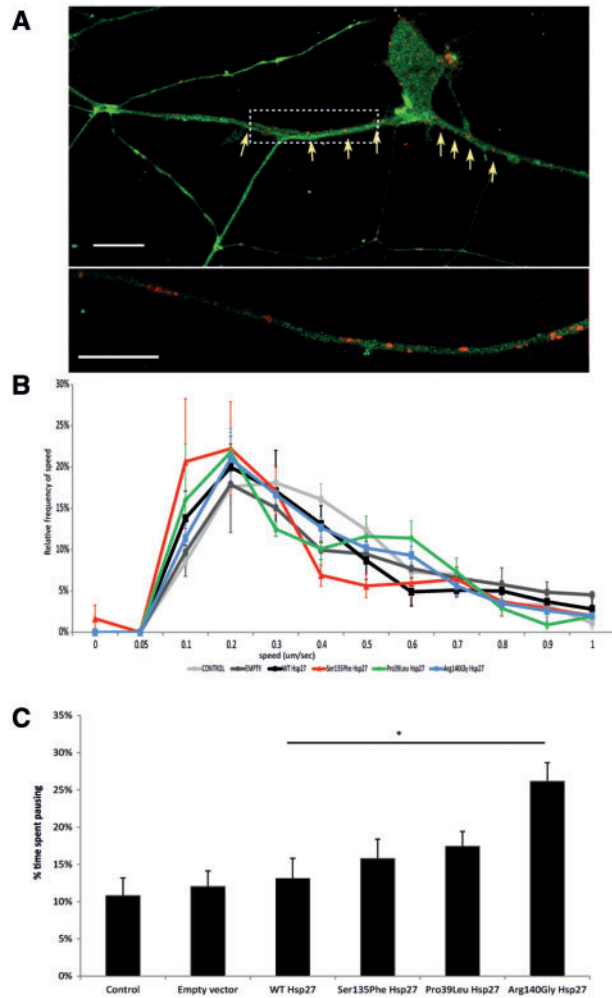 A
B
Relative frequency of speed
30%
25%
20%
15%
10%
5%
0%
0 0.05 0.1 0.2 0.3 0.4 0.5 0.6 0.7 0.8 0.9 1
speed (um/sec)
CONTROL EMPTY WT Hsp27 Ser135Phe Hsp27 Pro39Leu Hsp27 Arg140Gly Hsp27
C
% time spent pausing
35%
30%
25%
20%
15%
10%
5%
0%
*
Control Empty vector WT Hsp27 Ser135Phe Hsp27 Pro39Leu Hsp27 Arg140Gly Hsp27